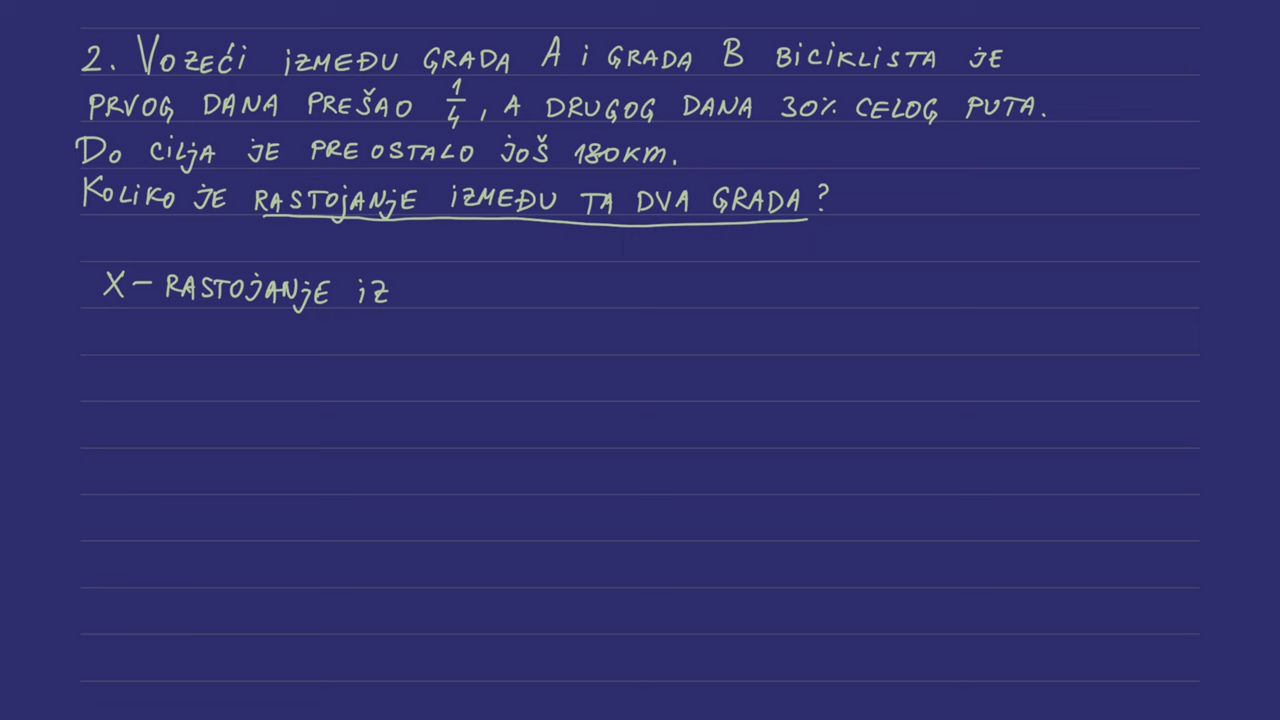 2. Vozeći između grada A i grada B biciklista je
prvog dana prešao 1/4, a drugog dana 30% celog puta.
Do cilja je preostalo još 180km.
Koliko je rastojanje između ta dva grada?
X - rastojanje iz